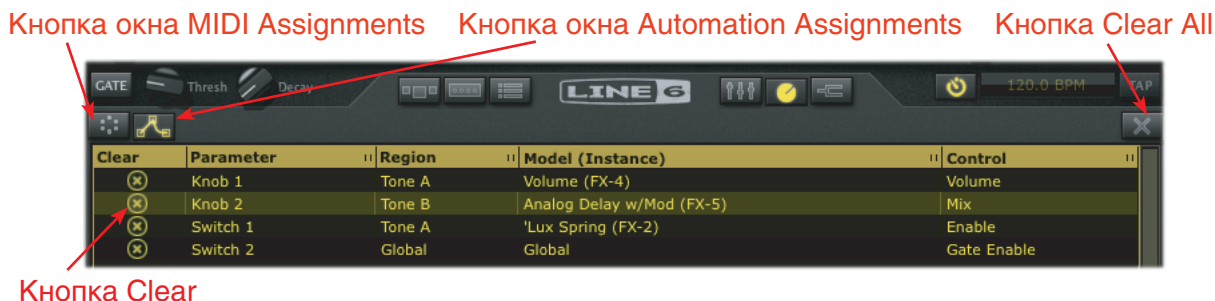 Кнопка окна MIDI Assignments Кнопка окна Automation Assignments Кнопка Clear All
GATE Thresh Decay LINE 6 120.0 BPM TAP
Clear Parameter Region Model (Instance) Control
Knob 1 Tone A Volume (FX-4) Volume
Knob 2 Tone B Analog Delay w/Mod (FX-5) Mix
Switch 1 Tone A 'Lux Spring (FX-2) Enable
Switch 2 Global Global Gate Enable
Кнопка Clear